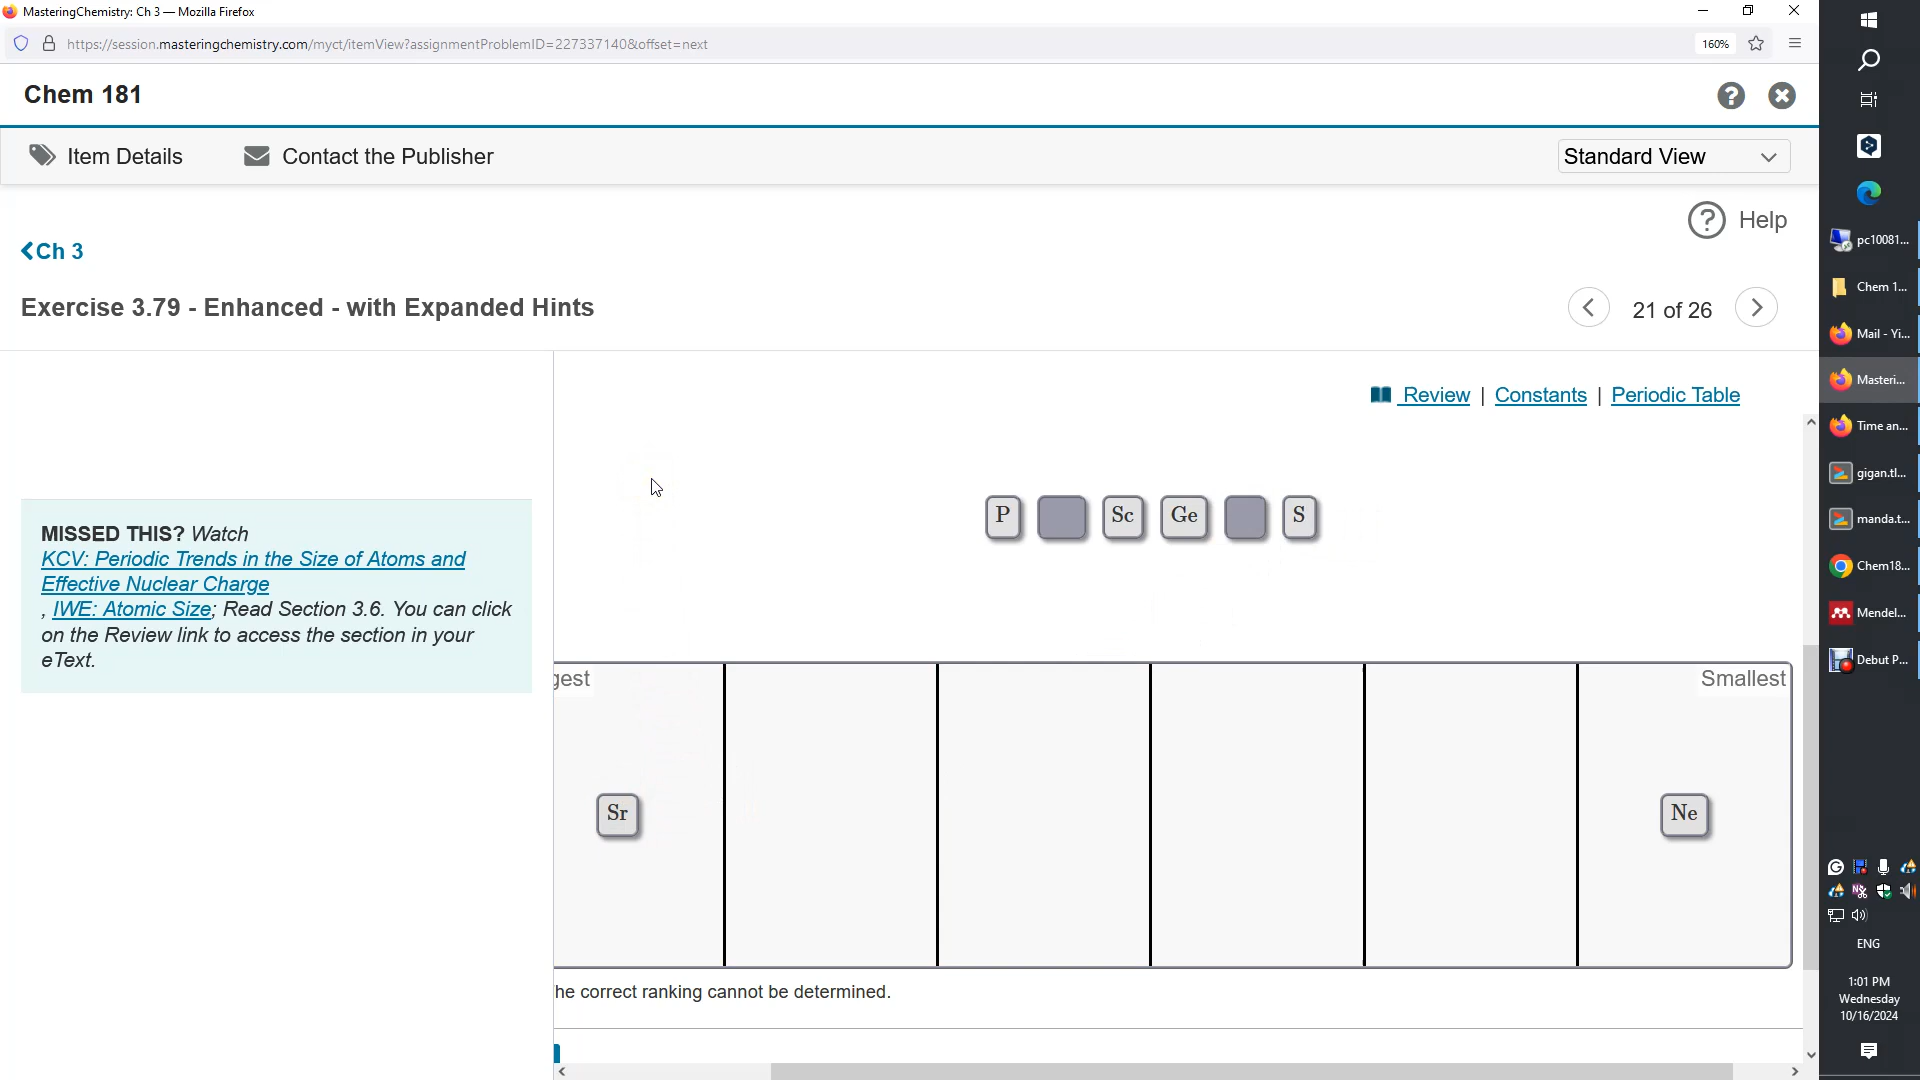 MasteringChemistry: Ch 3 — Mozilla Firefox
https://session.masteringchemistry.com/myct/itemView?assignmentProblemID=227337140&offset=next
160%
Chem 181
Item Details
Contact the Publisher
Standard View
Help
Ch 3
Exercise 3.79 - Enhanced - with Expanded Hints
21 of 26
Review | Constants | Periodic Table
MISSED THIS? Watch
KCV: Periodic Trends in the Size of Atoms and
Effective Nuclear Charge
, IWE: Atomic Size; Read Section 3.6. You can click
on the Review link to access the section in your
eText.
P Sc Ge S
gest
Smallest
Sr
Ne
he correct ranking cannot be determined.
pc10081...
Chem 1...
Mail - Yi...
Masteri...
Time an...
gigan.tl...
manda.t...
Chem18...
Mendel...
Debut P...
ENG
1:01 PM
Wednesday
10/16/2024